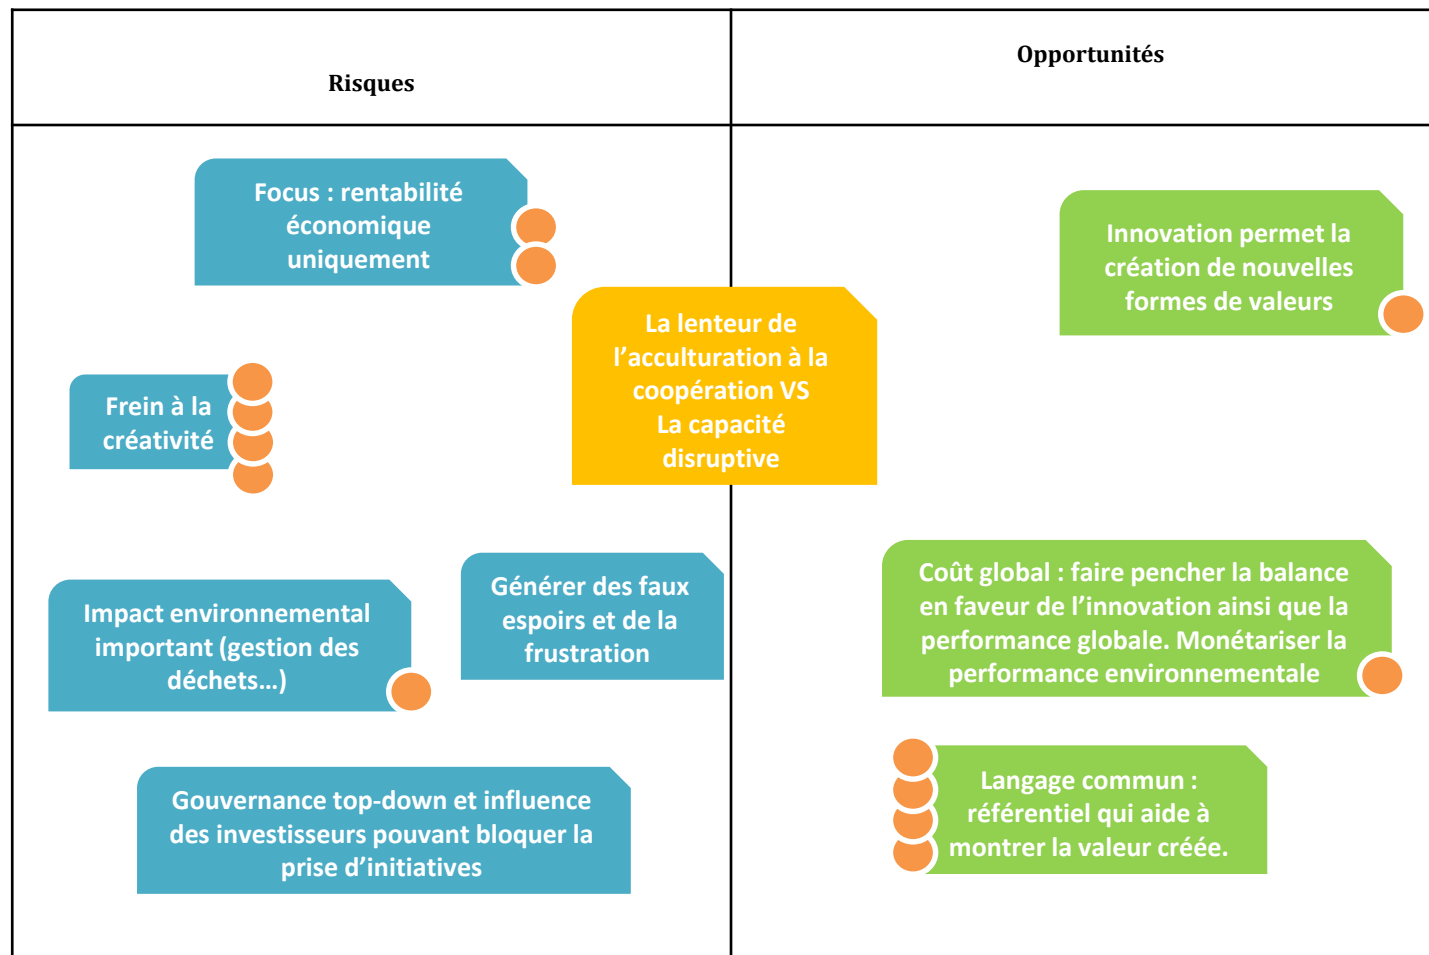 Risques
Opportunités
Focus : rentabilité
économique
uniquement
Innovation permet la
création de nouvelles
formes de valeurs
La lenteur de
l’acculturation à la
coopération VS
La capacité
disruptive
Frein à la
créativité
Impact environnemental
important (gestion des
déchets…)
Générer des faux
espoirs et de la
frustration
Coût global : faire pencher la balance
en faveur de l’innovation ainsi que la
performance globale. Monétariser la
performance environnementale
Gouvernance top-down et influence
des investisseurs pouvant bloquer la
prise d’initiatives
Langage commun :
référentiel qui aide à
montrer la valeur créée.